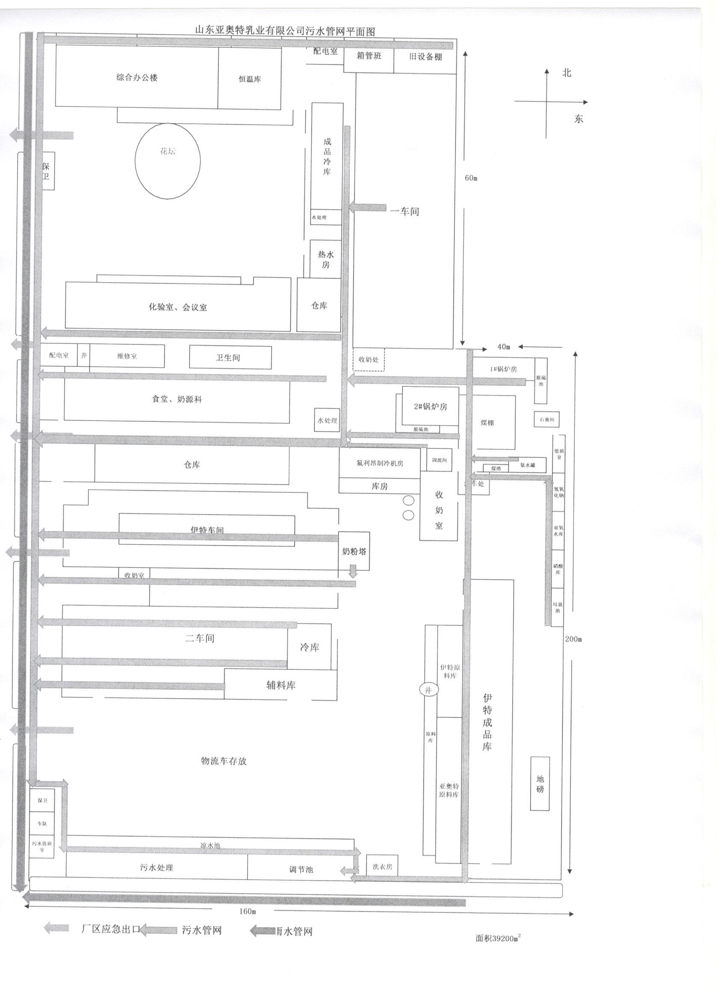 山东亚奥特乳业有限公司污水管网平面图
配电室
箱管班
旧设备棚
综合办公楼
恒温库
北
东
花坛
成
品
冷
库
保
卫
60m
一车间
水处理
热水
房
化验室、会议室
仓库
配电室
井
维修室
卫生间
收奶处
40m
1#锅炉房
脱硫
池
食堂、奶源科
2#锅炉房
水处理
脱硫池
煤棚
石膏间
仓库
氟利昂制冷机房
固废间
值班
室
煤渣
氨水罐
库房
车处
氢氧
化钠
收
奶
室
伊特车间
双氧
水库
奶粉塔
硝酸
库
收奶室
垃圾
池
二车间
冷库
200m
伊特原
料库
辅料库
井
伊
特
成
品
库
原料
库
物流车存放
亚奥特
原料库
地
磅
保卫
车队
污水值班
室
凉水池
污水处理
调节池
洗衣房
160m
厂区应急出口
污水管网
雨水管网
面积39200m²